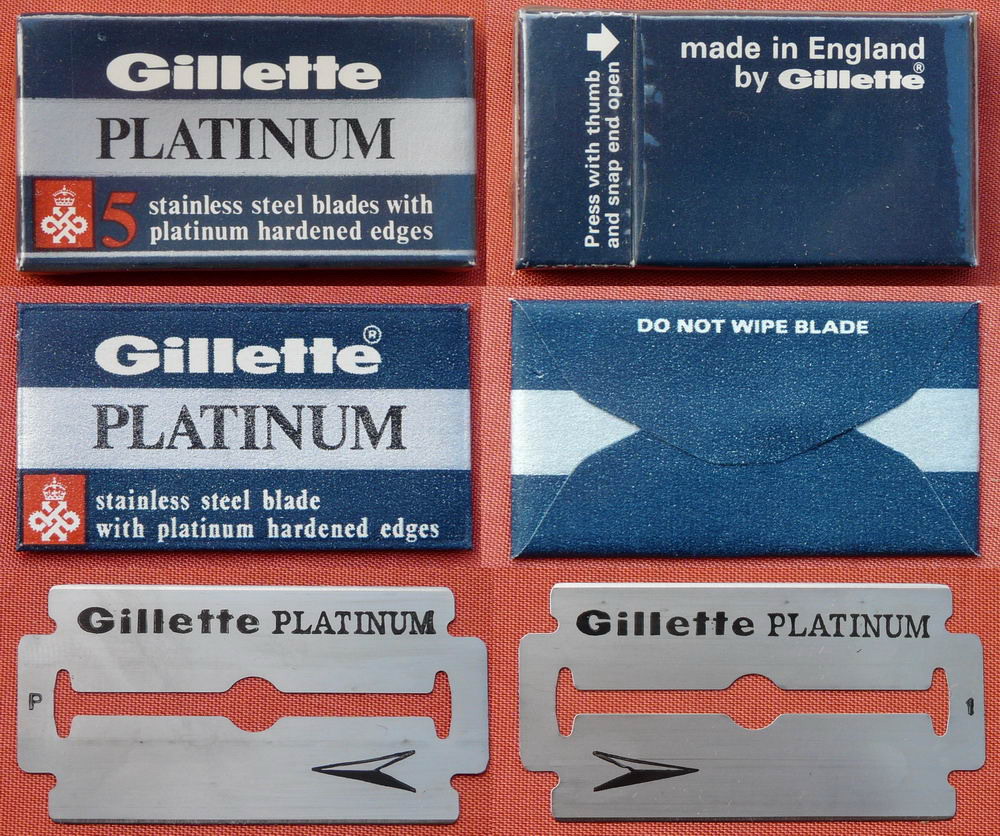 Gillette
PLATINUM
5 stainless steel blades with
platinum hardened edges
Press with thumb
and snap end open
made in England
by Gillette®
Gillette®
PLATINUM
stainless steel blade
with platinum hardened edges
DO NOT WIPE BLADE
Gillette PLATINUM
P
Gillette PLATINUM
1